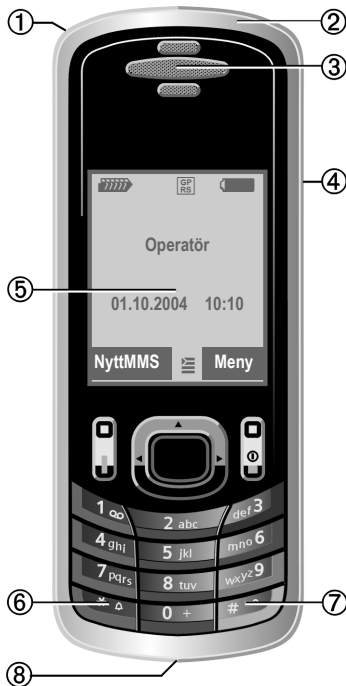 ① ②
③
④
GP
RS
Operatör
⑤
01.10.2004 10:10
NyttMMS Meny
1 2 abc def 3
4 ghi 5 jkl mno 6
7 pqrs 8 tuv wxyz 9
⑥ * 0 + # ⑦
⑧